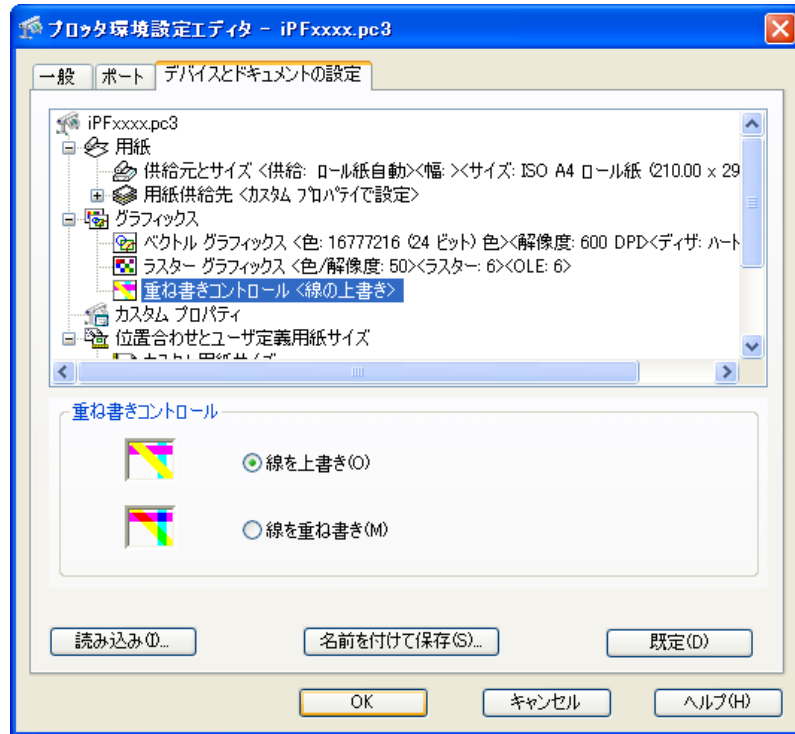 プロッタ環境設定エディタ - iPFxxxx.pc3
一般 ポート デバイスとドキュメントの設定
iPFxxxx.pc3
用紙
供給元とサイズ <供給: ロール紙自動><幅: ><サイズ: ISO A4 ロール紙 (210.00 x 29
用紙供給先 <カスタム プロパティで設定>
グラフィックス
ベクトル グラフィックス <色: 16777216 (24 ビット) 色><解像度: 600 DPI><ディザ: ハート
ラスター グラフィックス <色/解像度: 50><ラスター: 6><OLE: 6>
重ね書きコントロール <線の上書き>
カスタム プロパティ
位置合わせとユーザ定義用紙サイズ
重ね書きコントロール
線を上書き(O)
線を重ね書き(M)
読み込み(I)... 名前を付けて保存(S)... 既定(D)
OK キャンセル ヘルプ(H)